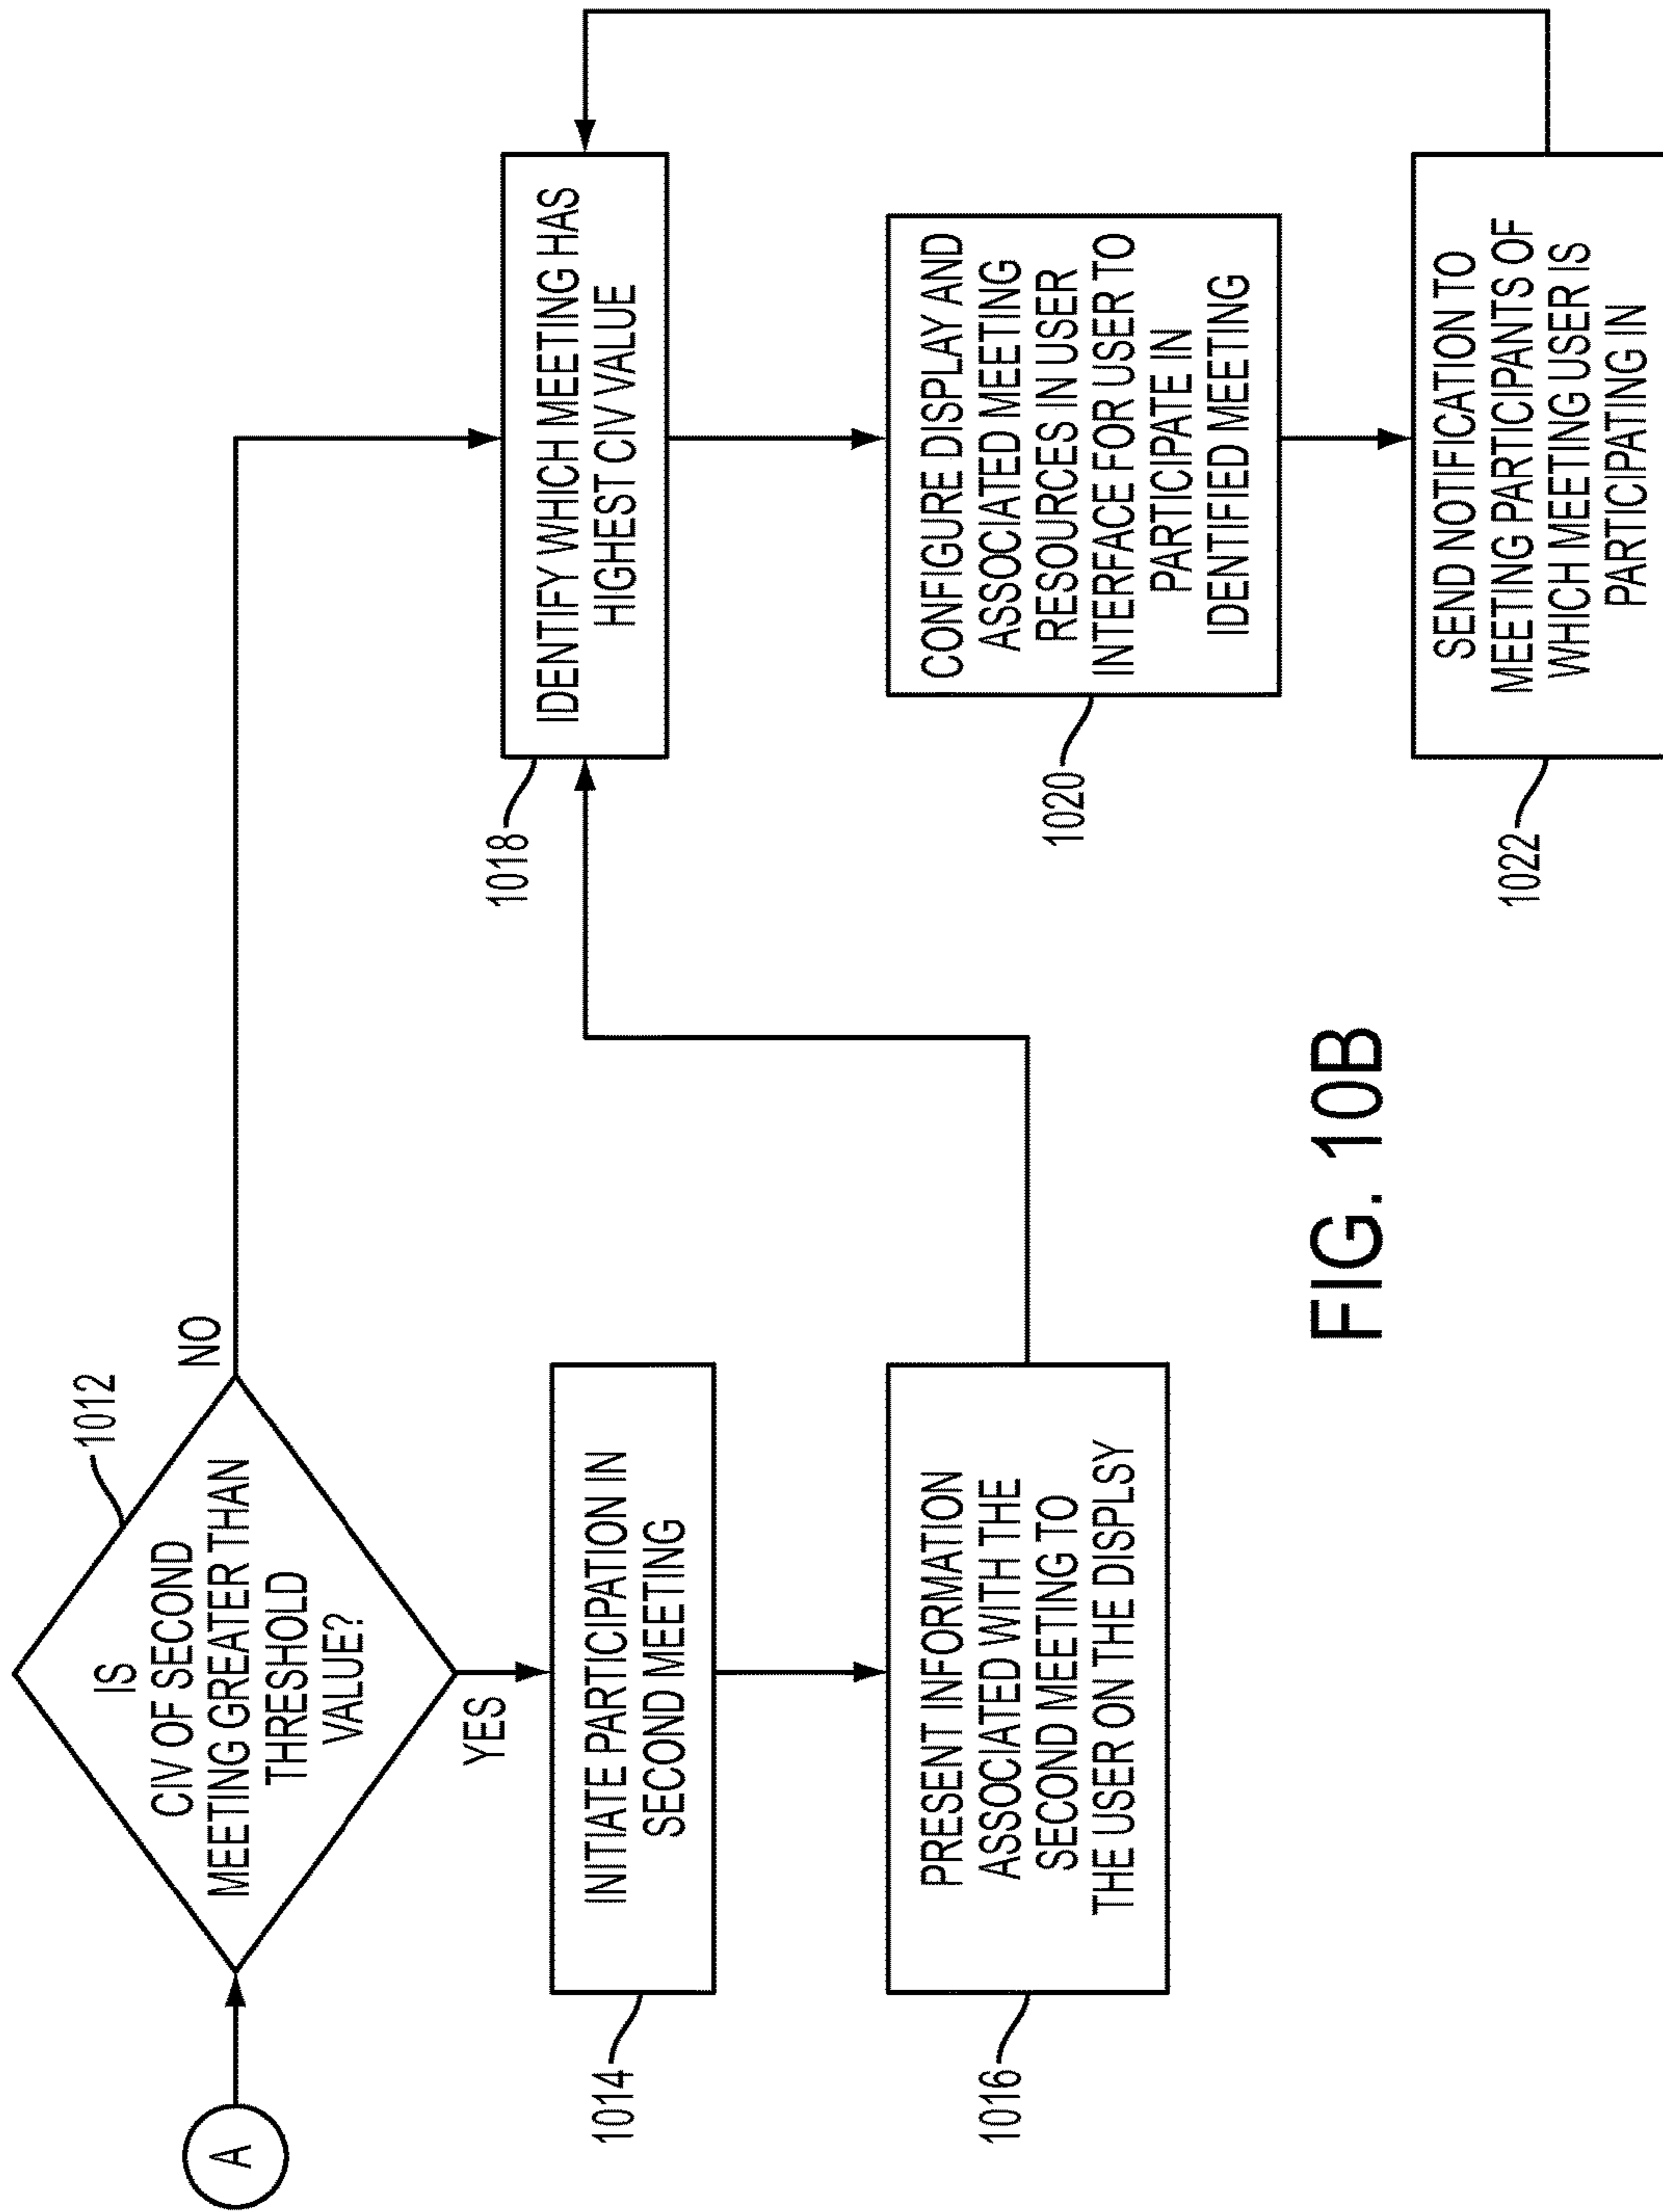 A
1012
IS
CIV OF SECOND
MEETING GREATER THAN
THRESHOLD
VALUE?
NO
YES
1014
INITIATE PARTICIPATION IN
SECOND MEETING
1016
PRESENT INFORMATION
ASSOCIATED WITH THE
SECOND MEETING TO
THE USER ON THE DISPLSY
1018
IDENTIFY WHICH MEETING HAS
HIGHEST CIV VALUE
1020
CONFIGURE DISPLAY AND
ASSOCIATED MEETING
RESOURCES IN USER
INTERFACE FOR USER TO
PARTICIPATE IN
IDENTIFIED MEETING
1022
SEND NOTIFICATION TO
MEETING PARTICIPANTS OF
WHICH MEETING USER IS
PARTICIPATING IN
FIG. 10B